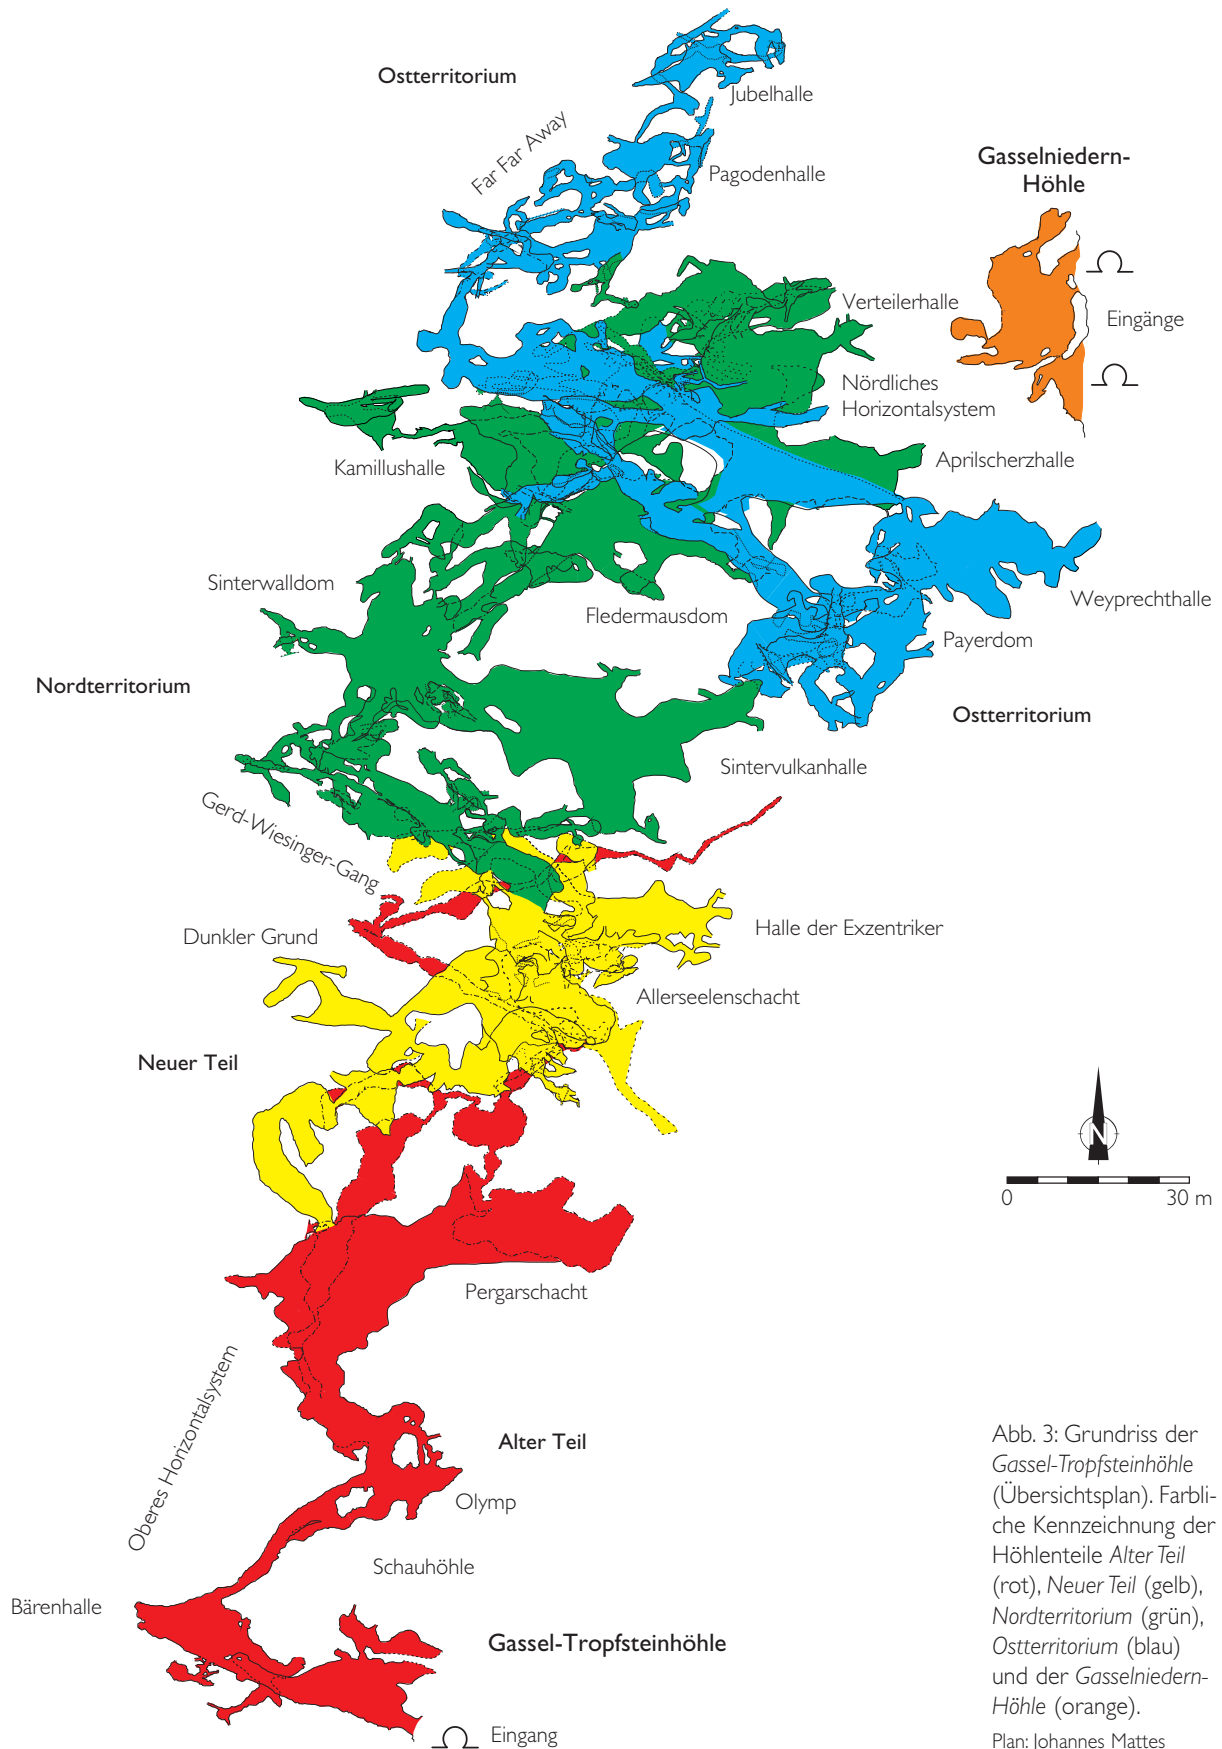 Ostterritorium
Jubelhalle
Far Far Away
Pagodenhalle
Gasselniedern-
Höhle
Verteilerhalle
Eingänge
Nördliches
Horizontalsystem
Kamillushalle
Aprilscherzhalle
Sinterwalldom
Fledermausdom
Weyprechthalle
Payerdom
Nordterritorium
Ostterritorium
Sintervulkanhalle
Gerd-Wiesinger-Gang
Dunkler Grund
Halle der Exzentriker
Allerseelenschacht
Neuer Teil
N
0 30 m
Pergarschacht
Oberes Horizontalsystem
Alter Teil
Olymp
Schauhöhle
Bärenhalle
Gassel-Tropfsteinhöhle
Eingang
Abb. 3: Grundriss der
Gassel-Tropfsteinhöhle
(Übersichtsplan). Farbli-
che Kennzeichnung der
Höhlenteile Alter Teil
(rot), Neuer Teil (gelb),
Nordterritorium (grün),
Ostterritorium (blau)
und der Gasselniedern-
Höhle (orange).
Plan: Johannes Mattes